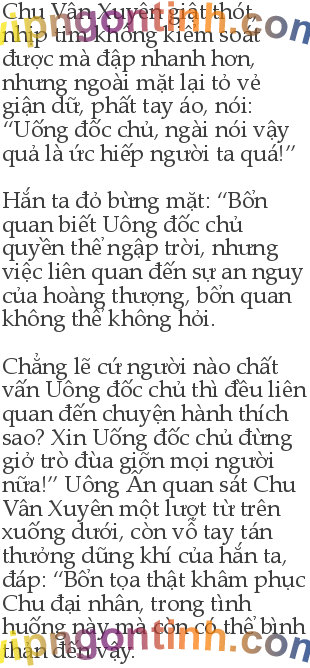 Chu Vân Xuyên giật thót,
nhịp tim không kiểm soát
được mà đập nhanh hơn,
nhưng ngoài mặt lại tỏ vẻ
giận dữ, phất tay áo, nói:
“Uống đốc chủ, ngài nói vậy
quả là ức hiếp người ta quá!”
Hắn ta đỏ bừng mặt: “Bổn
quan biết Uông đốc chủ
quyền thể ngập trời, nhưng
việc liên quan đến sự an nguy
của hoàng thượng, bổn quan
không thể không hỏi.
Chẳng lẽ cứ người nào chất
vấn Uông đốc chủ thì đều liên
quan đến chuyện hành thích
sao? Xin Uống đốc chủ đừng
giở trò đùa giỡn mọi người
nữa!” Uông Ấn quan sát Chu
Vân Xuyên một lượt từ trên
xuống dưới, còn vỗ tay tán
thưởng dũng khí của hắn ta,
đáp: “Bổn tọa thật khâm phục
Chu đại nhân, trong tình
huống này mà còn có thể bình
thản đến vậy.
vipngontinh.com
vipngontinh.com